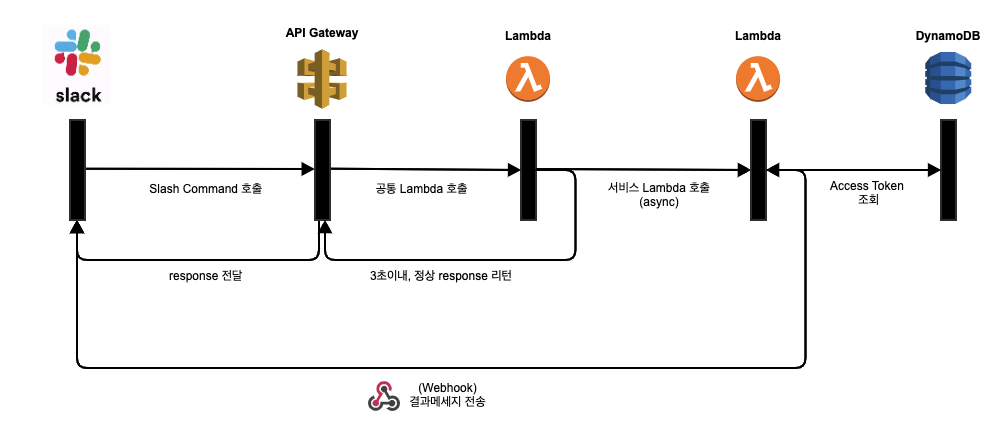 slack
API Gateway
Lambda
Lambda
DynamoDB
Slash Command 호출
공통 Lambda 호출
서비스 Lambda 호출
(async)
Access Token
조회
response 전달
3초이내, 정상 response 리턴
(Webhook)
결과메세지 전송